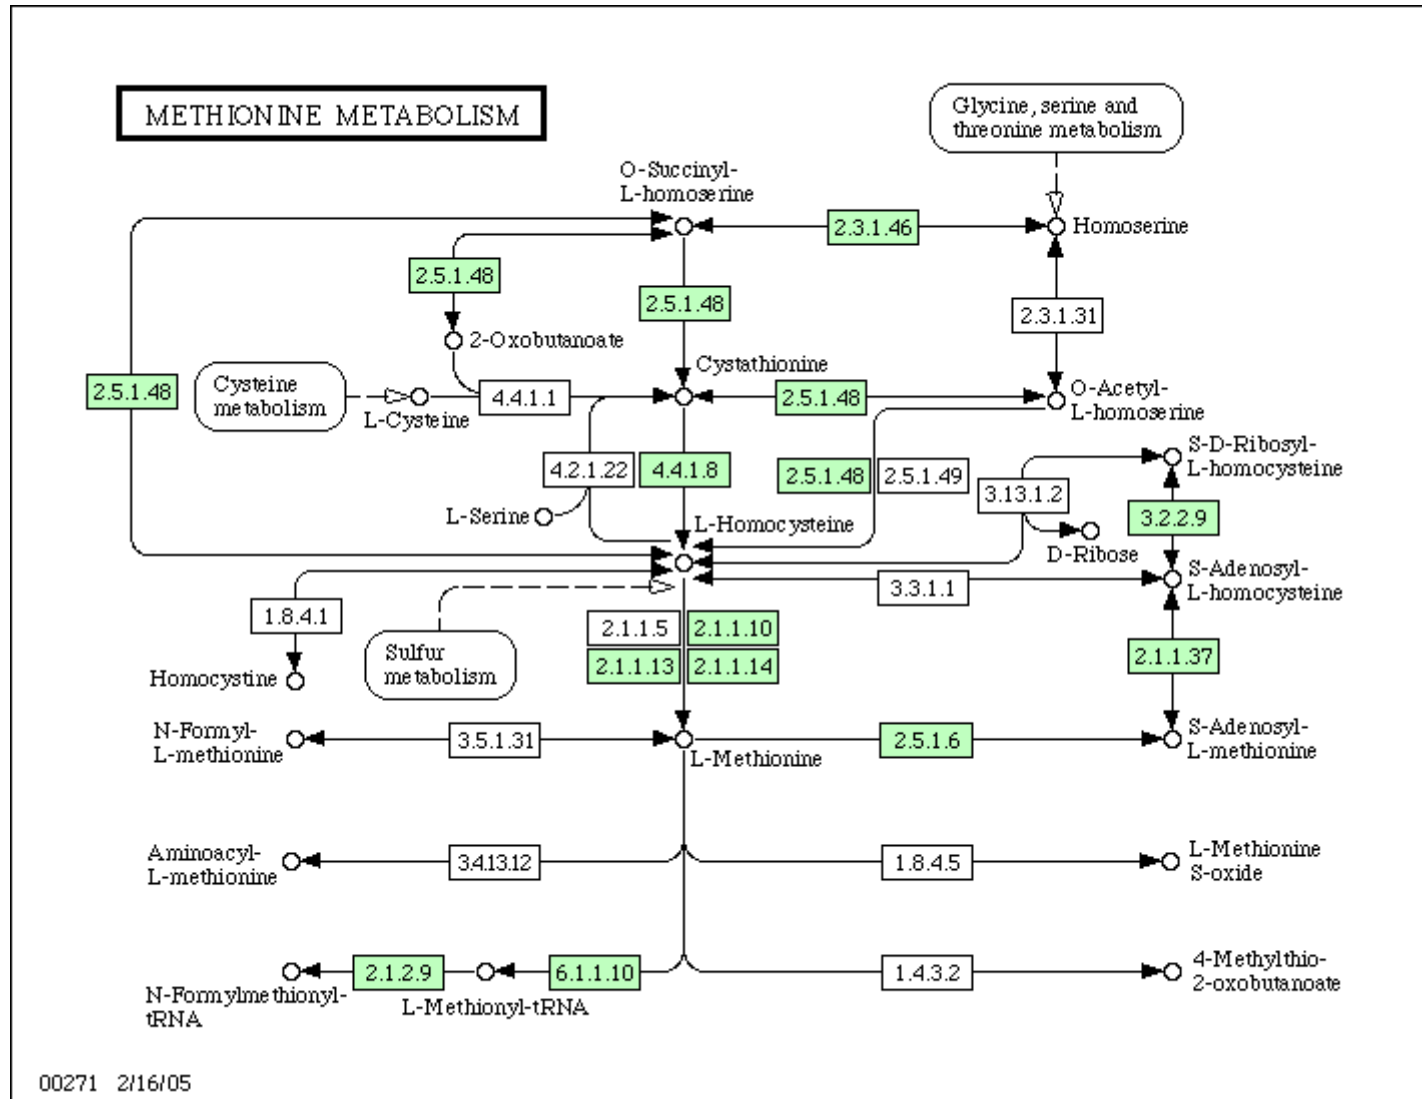 METHIONINE METABOLISM
Glycine, serine and
threonine metabolism
O-Succinyl-
L-homoserine
2.3.1.46
Homoserine
2.5.1.48
2.5.1.48
2.3.1.31
2-Oxobutanoate
Cystathionine
2.5.1.48
Cysteine
metabolism
L-Cysteine
4.4.1.1
2.5.1.48
O-Acetyl-
L-homoserine
4.2.1.22
4.4.1.8
2.5.1.48
2.5.1.49
3.13.1.2
S-D-Ribosyl-
L-homocysteine
L-Serine
L-Homocysteine
3.2.2.9
D-Ribose
3.3.1.1
S-Adenosyl-
L-homocysteine
1.8.4.1
Sulfur
metabolism
2.1.1.5
2.1.1.10
2.1.1.13
2.1.1.14
2.1.1.37
Homocystine
N-Formyl-
L-methionine
3.5.1.31
L-Methionine
2.5.1.6
S-Adenosyl-
L-methionine
Aminoacyl-
L-methionine
3.4.13.12
1.8.4.5
L-Methionine
S-oxide
2.1.2.9
6.1.1.10
1.4.3.2
4-Methylthio-
2-oxobutanoate
N-Formylmethionyl-
tRNA
L-Methionyl-tRNA
00271 2/16/05